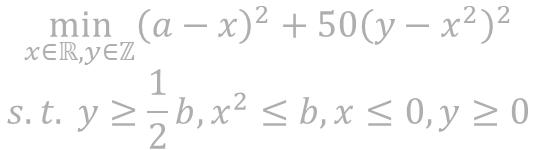 min (a − x)² + 50(y − x²)²
x∈ℝ,y∈ℤ
s. t. y ≥ 1/2 b, x² ≤ b, x ≤ 0, y ≥ 0